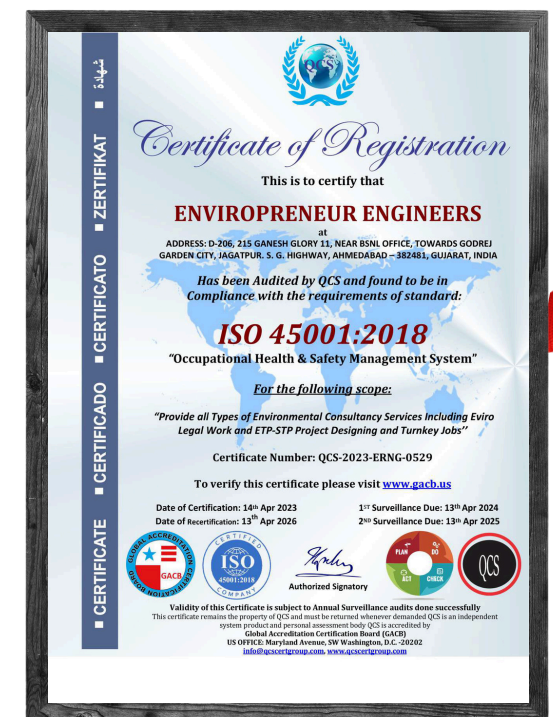 QCS
شهادة
ZERTIFIKAT
CERTIFICATO
CERTIFICADO
CERTIFICATE
Certificate of Registration
This is to certify that
ENVIROPRENEUR ENGINEERS
at
ADDRESS: D-206, 215 GANESH GLORY 11, NEAR BSNL OFFICE, TOWARDS GODREJ
GARDEN CITY, JAGATPUR. S. G. HIGHWAY, AHMEDABAD – 382481, GUJARAT, INDIA
Has been Audited by QCS and found to be in
Compliance with the requirements of standard:
ISO 45001:2018
“Occupational Health & Safety Management System”
For the following scope:
“Provide all Types of Environmental Consultancy Services Including Eviro
Legal Work and ETP-STP Project Designing and Turnkey Jobs’’
Certificate Number: QCS-2023-ERNG-0529
To verify this certificate please visit www.gacb.us
Date of Certification: 14th Apr 2023
Date of Recertification: 13th Apr 2026
1ST Surveillance Due: 13th Apr 2024
2ND Surveillance Due: 13th Apr 2025
GLOBAL ACCREDITATION CERTIFICATION BOARD
GACB
CERTIFIED
ISO
45001:2018
COMPANY
Authorized Signatory
PLAN
DO
ACT
CHECK
QCS
Validity of this Certificate is subject to Annual Surveillance audits done successfully
This certificate remains the property of QCS and must be returned whenever demanded QCS is an independent
system product and personal assessment body QCS is accredited by
Global Accreditation Certification Board (GACB)
US OFFICE: Maryland Avenue, SW Washington, D.C. -20202
info@qcscertgroup.com, www.qcscertgroup.com